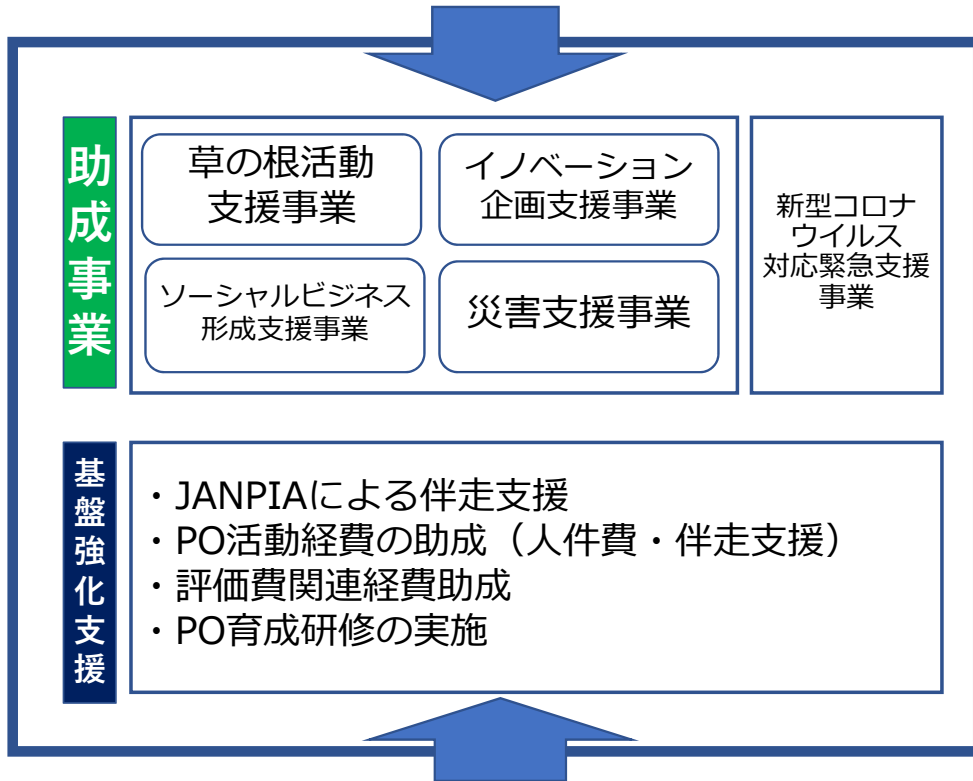 助成事業
草の根活動
支援事業
イノベーション
企画支援事業
ソーシャルビジネス
形成支援事業
災害支援事業
新型コロナ
ウイルス
対応緊急支援
事業
基盤強化支援
・JANPIAによる伴走支援
・PO活動経費の助成（人件費・伴走支援）
・評価費関連経費助成
・PO育成研修の実施